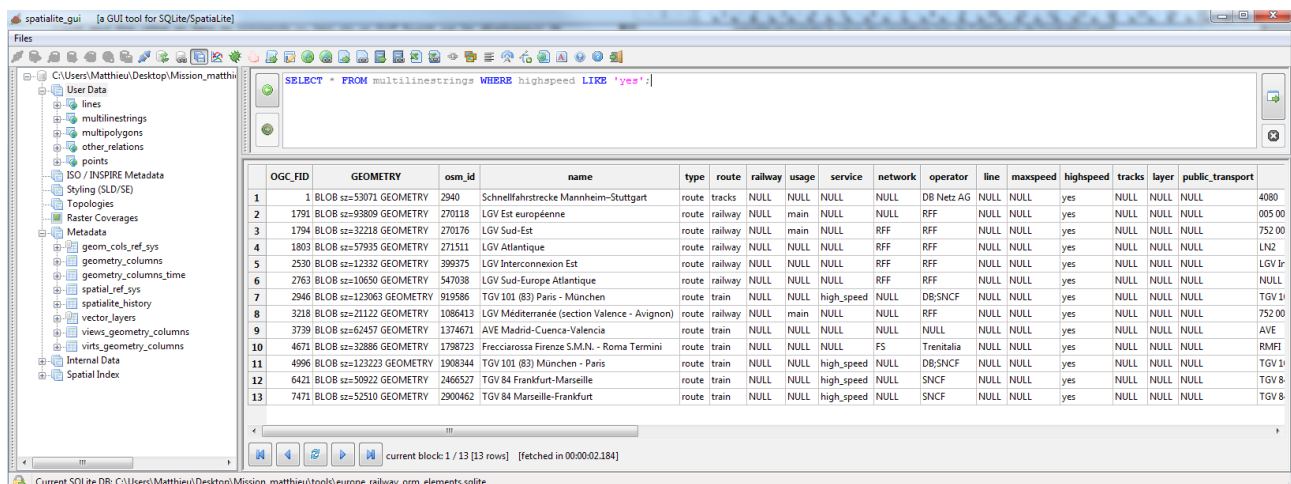 spatialite_gui [a GUI tool for SQLite/SpatiaLite]
Files
C:\Users\Matthieu\Desktop\Mission_matthi
User Data
lines
multilinestrings
multipolygons
other_relations
points
ISO / INSPIRE Metadata
Styling (SLD/SE)
Topologies
Raster Coverages
Metadata
geom_cols_ref_sys
geometry_columns
geometry_columns_time
spatial_ref_sys
spatialite_history
vector_layers
views_geometry_columns
virts_geometry_columns
Internal Data
Spatial Index
SELECT * FROM multilinestrings WHERE highspeed LIKE 'yes';
OGC_FID GEOMETRY osm_id name type route railway usage service network operator line maxspeed highspeed tracks layer public_transport
1 1 BLOB sz=53071 GEOMETRY 2940 Schnellfahrstrecke Mannheim–Stuttgart route tracks NULL NULL NULL NULL DB Netz AG NULL NULL yes NULL NULL NULL 4080
2 1791 BLOB sz=93809 GEOMETRY 270118 LGV Est européenne route railway NULL main NULL NULL RFF NULL NULL yes NULL NULL NULL 005 00
3 1794 BLOB sz=32218 GEOMETRY 270176 LGV Sud-Est route railway NULL main NULL RFF RFF NULL NULL yes NULL NULL NULL 752 00
4 1803 BLOB sz=57935 GEOMETRY 271511 LGV Atlantique route railway NULL NULL NULL RFF RFF NULL NULL yes NULL NULL NULL LN2
5 2530 BLOB sz=12332 GEOMETRY 399375 LGV Interconnexion Est route railway NULL NULL NULL RFF RFF NULL NULL yes NULL NULL NULL LGV In
6 2763 BLOB sz=10650 GEOMETRY 547038 LGV Sud-Europe Atlantique route railway NULL NULL NULL RFF RFF NULL NULL yes NULL NULL NULL NULL
7 2946 BLOB sz=123063 GEOMETRY 919586 TGV 101 (83) Paris - München route train NULL NULL high_speed NULL DB;SNCF NULL NULL yes NULL NULL NULL TGV 10
8 3218 BLOB sz=21122 GEOMETRY 1086413 LGV Méditerranée (section Valence - Avignon) route railway NULL main NULL NULL RFF NULL NULL yes NULL NULL NULL 752 00
9 3739 BLOB sz=62457 GEOMETRY 1374671 AVE Madrid-Cuenca-Valencia route train NULL NULL NULL NULL NULL NULL NULL yes NULL NULL NULL AVE
10 4671 BLOB sz=32886 GEOMETRY 1798723 Frecciarossa Firenze S.M.N. - Roma Termini route train NULL NULL NULL FS Trenitalia NULL NULL yes NULL NULL NULL RMFI
11 4996 BLOB sz=123223 GEOMETRY 1908344 TGV 101 (83) München - Paris route train NULL NULL high_speed NULL DB;SNCF NULL NULL yes NULL NULL NULL TGV 1
12 6421 BLOB sz=50922 GEOMETRY 2466527 TGV 84 Frankfurt-Marseille route train NULL NULL high_speed NULL SNCF NULL NULL yes NULL NULL NULL TGV 8
13 7471 BLOB sz=52510 GEOMETRY 2900462 TGV 84 Marseille-Frankfurt route train NULL NULL high_speed NULL SNCF NULL NULL yes NULL NULL NULL TGV 8
current block: 1 / 13 [13 rows] [fetched in 00:00:02.184]
Current SQLite DB: C:\Users\Matthieu\Desktop\Mission_matthieu\tools\europe_railway_orm_elements.sqlite